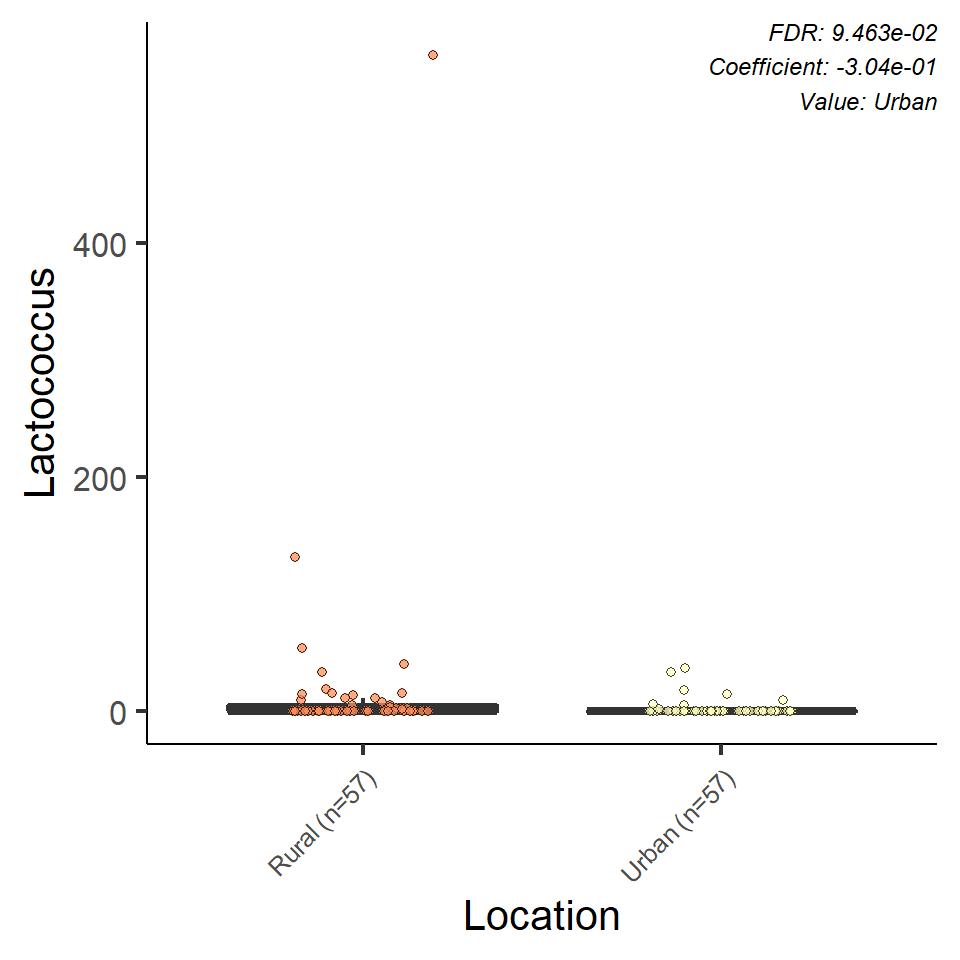 FDR: 9.463e-02
Coefficient: -3.04e-01
Value: Urban
Lactococcus
400
200
0
Rural (n=57)
Urban (n=57)
Location